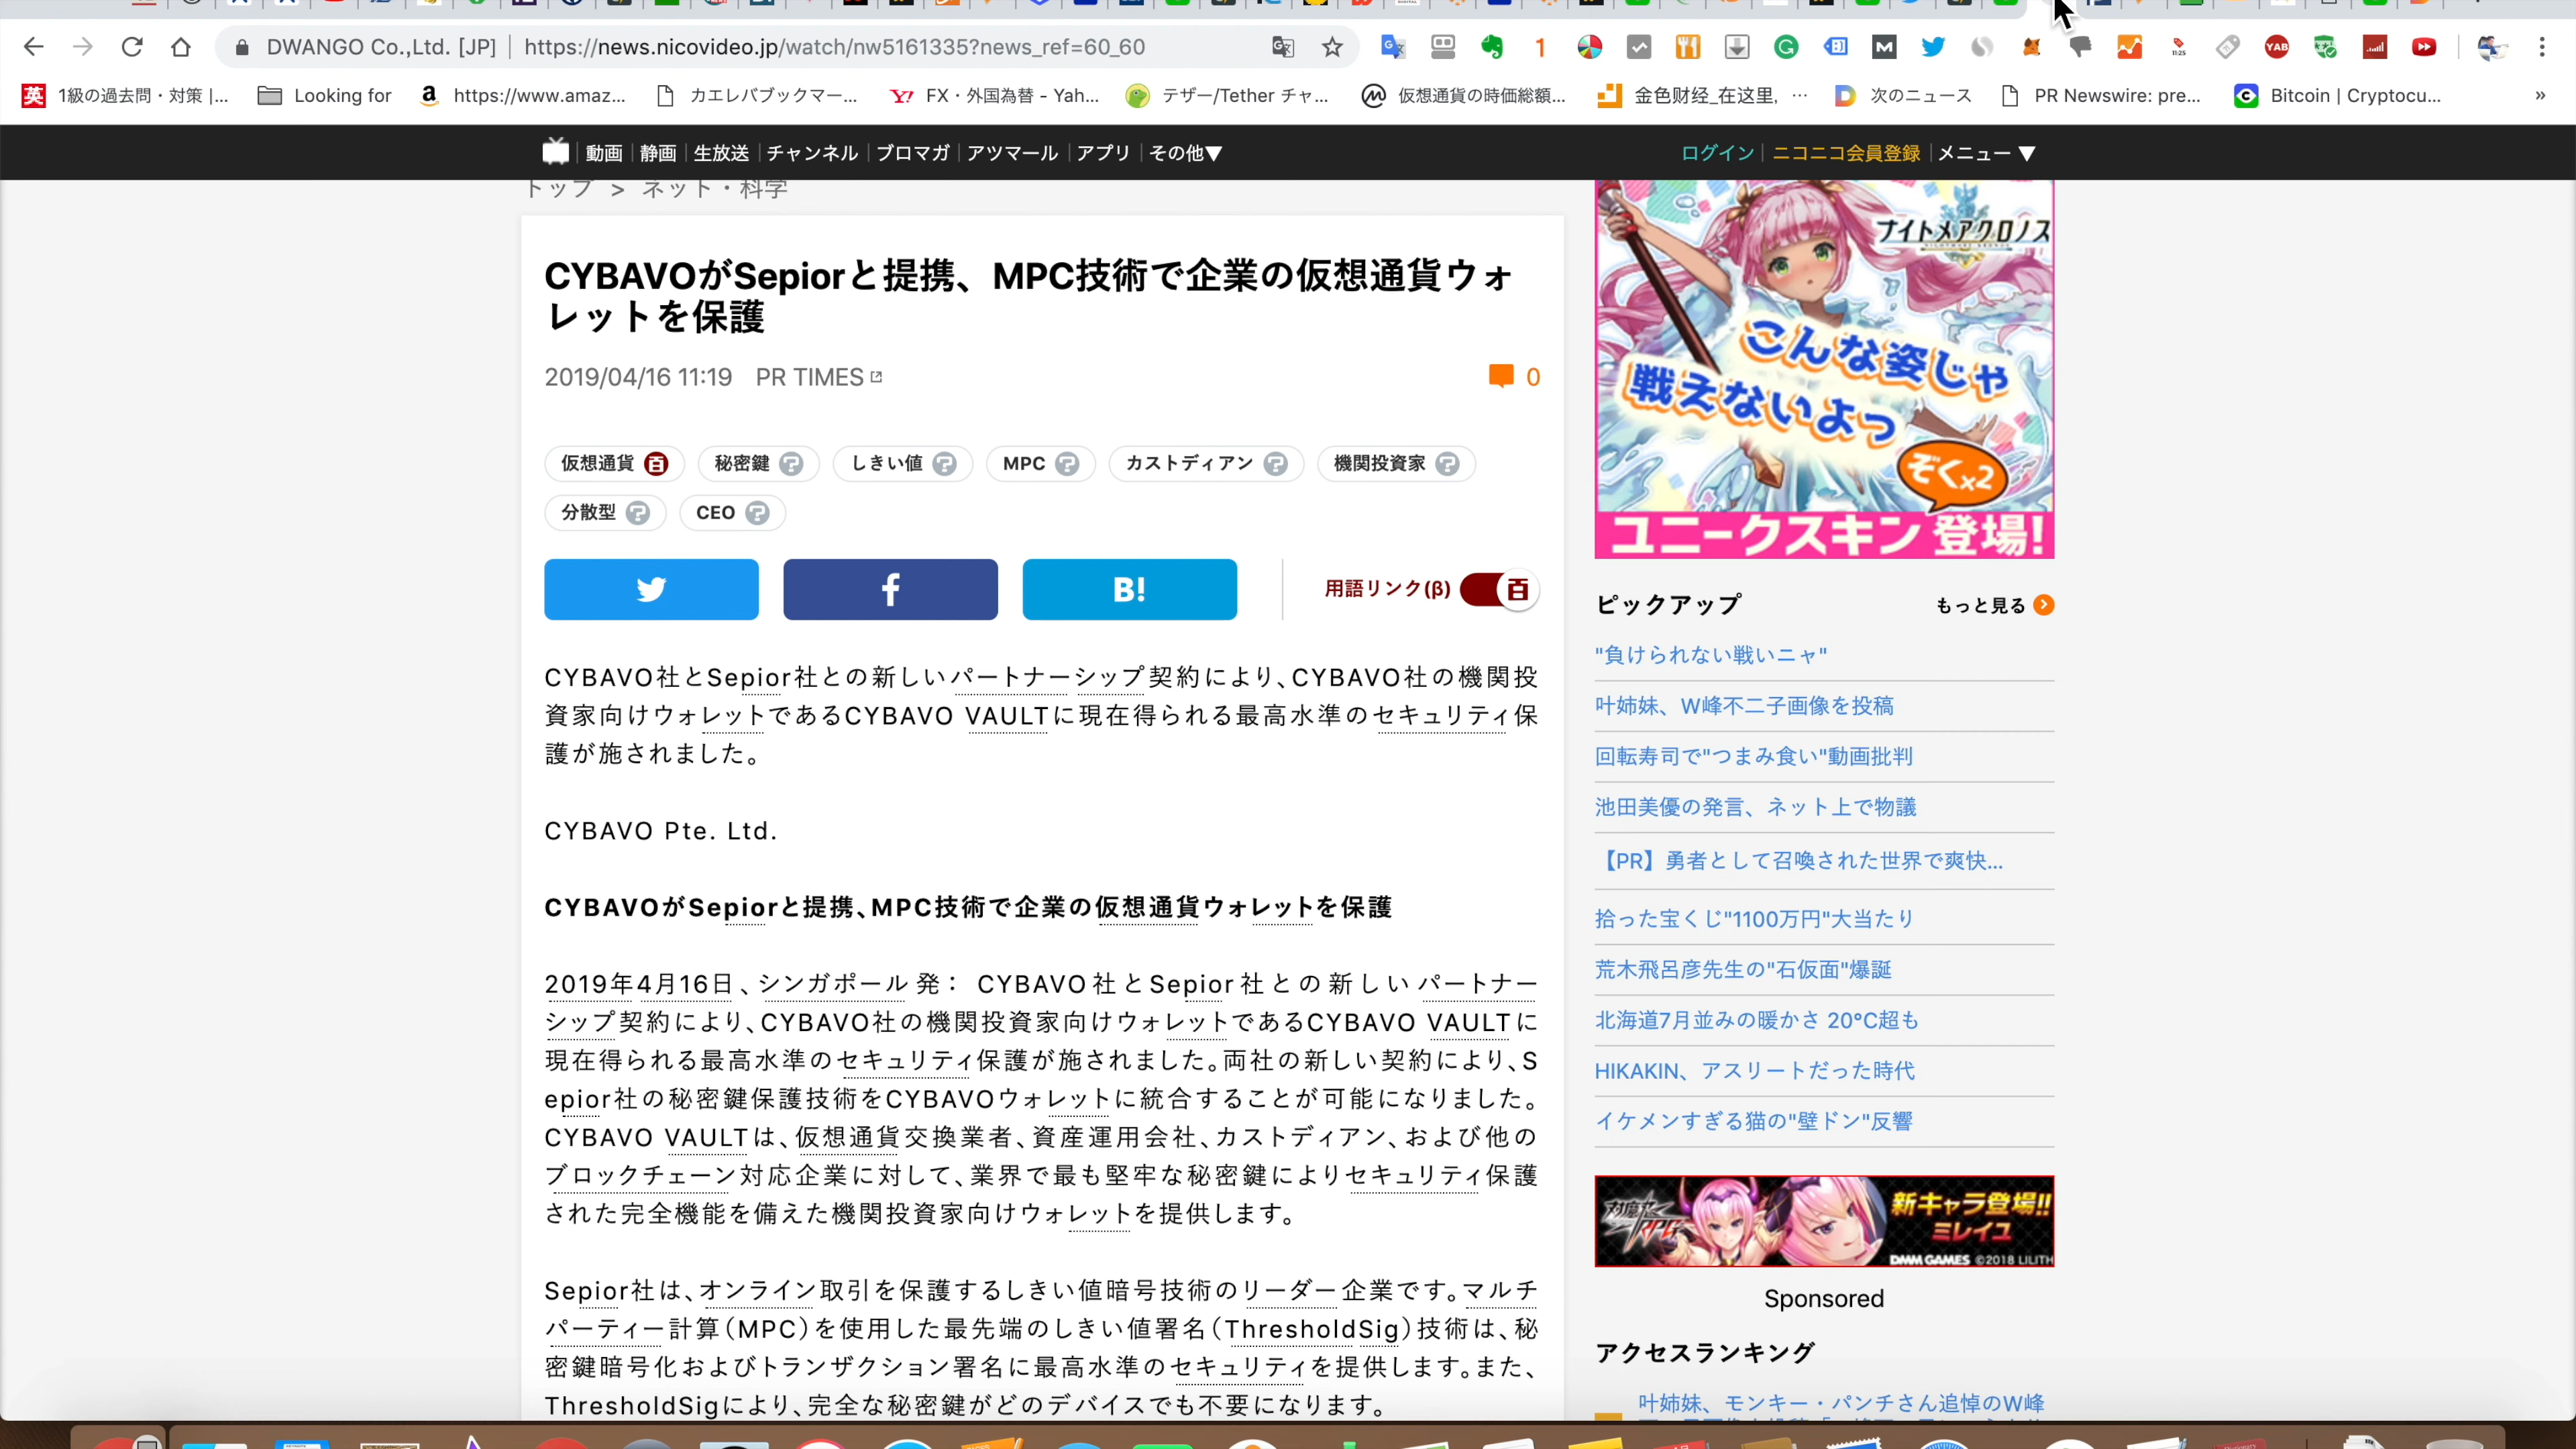 DWANGO Co.,Ltd. [JP] | https://news.nicovideo.jp/watch/nw5161335?news_ref=60_60
1級の過去問・対策 |...
Looking for
https://www.amaz...
カエレバブックマー...
FX・外国為替 - Yah...
テザー/Tether チャ...
仮想通貨の時価総額...
金色财经_在这里, ...
次のニュース
PR Newswire: pre...
Bitcoin | Cryptocu...
»
動画 | 静画 | 生放送 | チャンネル | ブロマガ | アツマール | アプリ | その他▼
ログイン | ニコニコ会員登録 | メニュー ▼
トップ > ネット・科学
CYBAVOがSepiorと提携、MPC技術で企業の仮想通貨ウォ
レットを保護
2019/04/16 11:19 PR TIMES
0
仮想通貨 百 秘密鍵 ? しきい値 ? MPC ? カストディアン ? 機関投資家 ?
分散型 ? CEO ?
B!
用語リンク(β) 百
CYBAVO社とSepior社との新しいパートナーシップ契約により、CYBAVO社の機関投
資家向けウォレットであるCYBAVO VAULTに現在得られる最高水準のセキュリティ保
護が施されました。
CYBAVO Pte. Ltd.
CYBAVOがSepiorと提携、MPC技術で企業の仮想通貨ウォレットを保護
2019年4月16日、シンガポール発： CYBAVO社とSepior社との新しいパートナー
シップ契約により、CYBAVO社の機関投資家向けウォレットであるCYBAVO VAULTに
現在得られる最高水準のセキュリティ保護が施されました。両社の新しい契約により、S
epior社の秘密鍵保護技術をCYBAVOウォレットに統合することが可能になりました。
CYBAVO VAULTは、仮想通貨交換業者、資産運用会社、カストディアン、および他の
ブロックチェーン対応企業に対して、業界で最も堅牢な秘密鍵によりセキュリティ保護
された完全機能を備えた機関投資家向けウォレットを提供します。
Sepior社は、オンライン取引を保護するしきい値暗号技術のリーダー企業です。マルチ
パーティー計算（MPC）を使用した最先端のしきい値署名（ThresholdSig）技術は、秘
密鍵暗号化およびトランザクション署名に最高水準のセキュリティを提供します。また、
ThresholdSigにより、完全な秘密鍵がどのデバイスでも不要になります。
ナイトメアクロノス
こんな姿じゃ
戦えないよっ
ぞくx2
ユニークスキン 登場!
ピックアップ
もっと見る
"負けられない戦いニャ"
叶姉妹、W峰不二子画像を投稿
回転寿司で"つまみ食い"動画批判
池田美優の発言、ネット上で物議
【PR】勇者として召喚された世界で爽快...
拾った宝くじ"1100万円"大当たり
荒木飛呂彦先生の"石仮面"爆誕
北海道7月並みの暖かさ 20℃超も
HIKAKIN、アスリートだった時代
イケメンすぎる猫の"壁ドン"反響
対魔忍RPG
新キャラ登場!!
ミレイユ
DMM GAMES ©2018 LILITH
Sponsored
アクセスランキング
叶姉妹、モンキー・パンチさん追悼のW峰